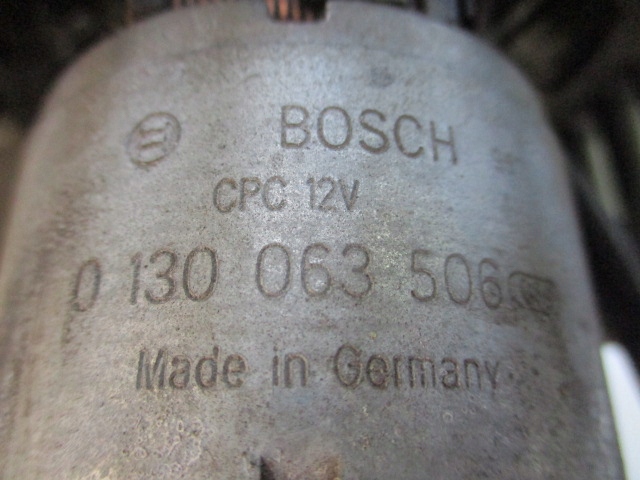 BOSCH
CPC 12V
0 130 063 506
Made in Germany